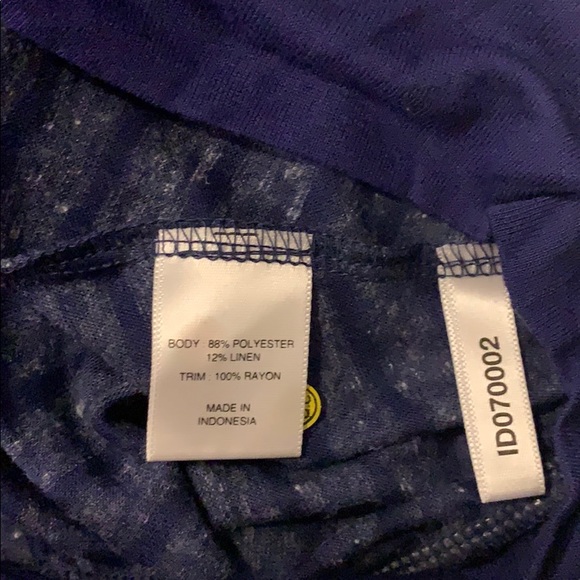 BODY : 88% POLYESTER
12% LINEN
TRIM : 100% RAYON
MADE IN
INDONESIA
ID070002